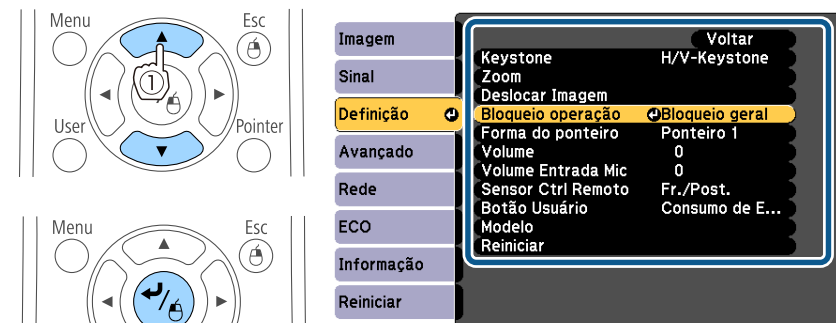 Menu
Esc
①
User
Pointer
Menu
Esc
Imagem
Sinal
Definição
Avançado
Rede
ECO
Informação
Reiniciar
Voltar
Keystone H/V-Keystone
Zoom
Deslocar Imagem
Bloqueio operação Bloqueio geral
Forma do ponteiro Ponteiro 1
Volume 0
Volume Entrada Mic 0
Sensor Ctrl Remoto Fr./Post.
Botão Usuário Consumo de E...
Modelo
Reiniciar